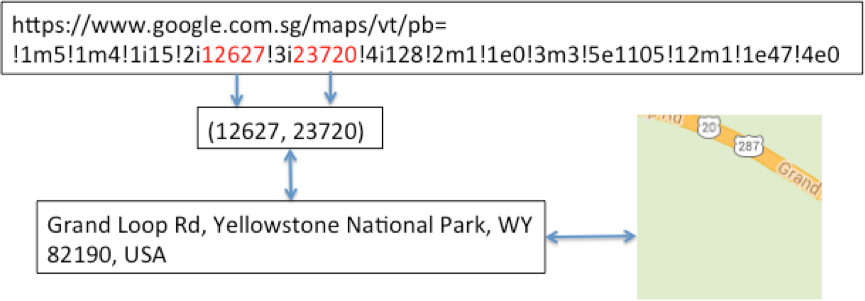 https://www.google.com.sg/maps/vt/pb=
!1m5!1m4!1i15!2i12627!3i23720!4i128!2m1!1e0!3m3!5e1105!12m1!1e47!4e0
(12627, 23720)
Grand Loop Rd, Yellowstone National Park, WY
82190, USA
Rd
20
287
Grand